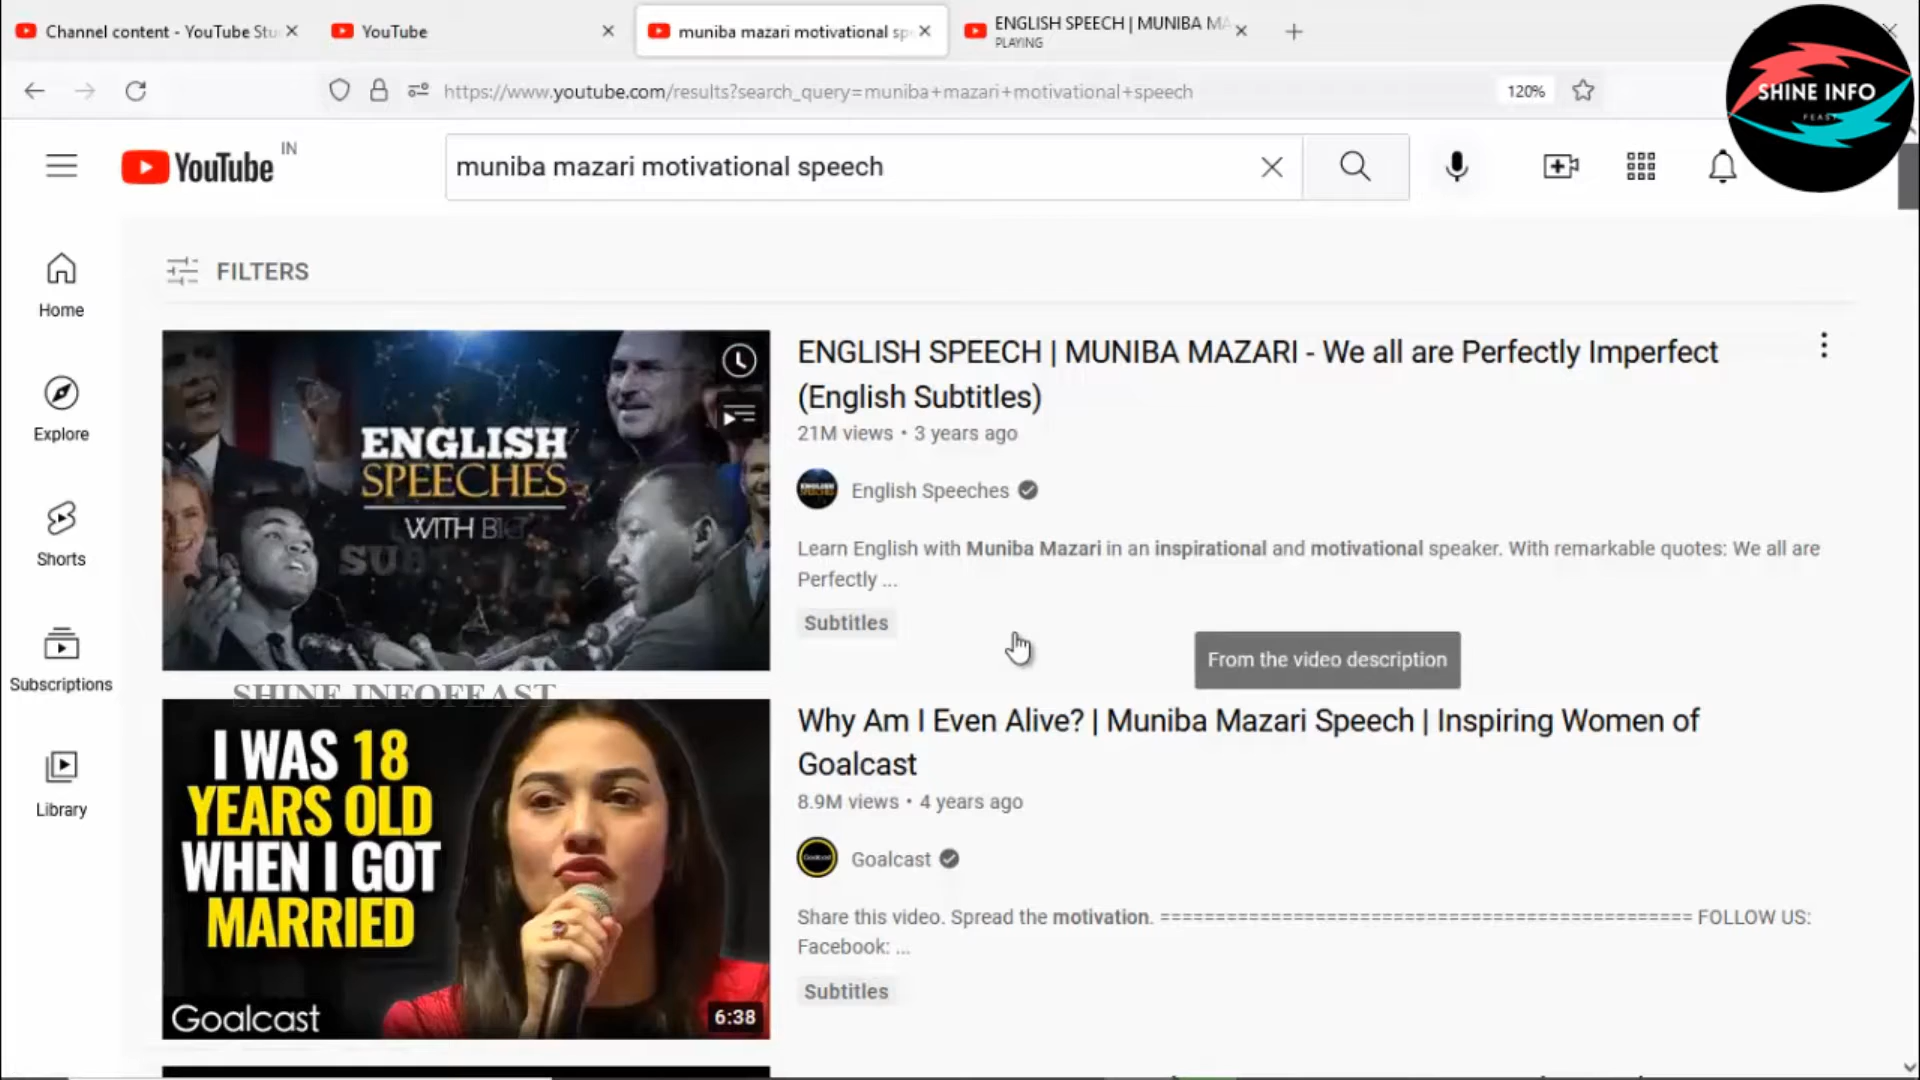 Channel content - YouTube Stu
YouTube
muniba mazari motivational sp
ENGLISH SPEECH | MUNIBA MA
PLAYING
https://www.youtube.com/results?search_query=muniba+mazari+motivational+speech
120%
SHINE INFO
FEAST
YouTube
IN
muniba mazari motivational speech
FILTERS
Home
Explore
Shorts
Subscriptions
Library
ENGLISH
SPEECHES
WITH BIG
SUB
ENGLISH SPEECH | MUNIBA MAZARI - We all are Perfectly Imperfect
(English Subtitles)
21M views • 3 years ago
English Speeches
Learn English with Muniba Mazari in an inspirational and motivational speaker. With remarkable quotes: We all are
Perfectly ...
Subtitles
From the video description
SHINE INFOFEAST
I WAS 18
YEARS OLD
WHEN I GOT
MARRIED
Goalcast
6:38
Why Am I Even Alive? | Muniba Mazari Speech | Inspiring Women of
Goalcast
8.9M views • 4 years ago
Goalcast
Share this video. Spread the motivation. ============================================ FOLLOW US:
Facebook: ...
Subtitles